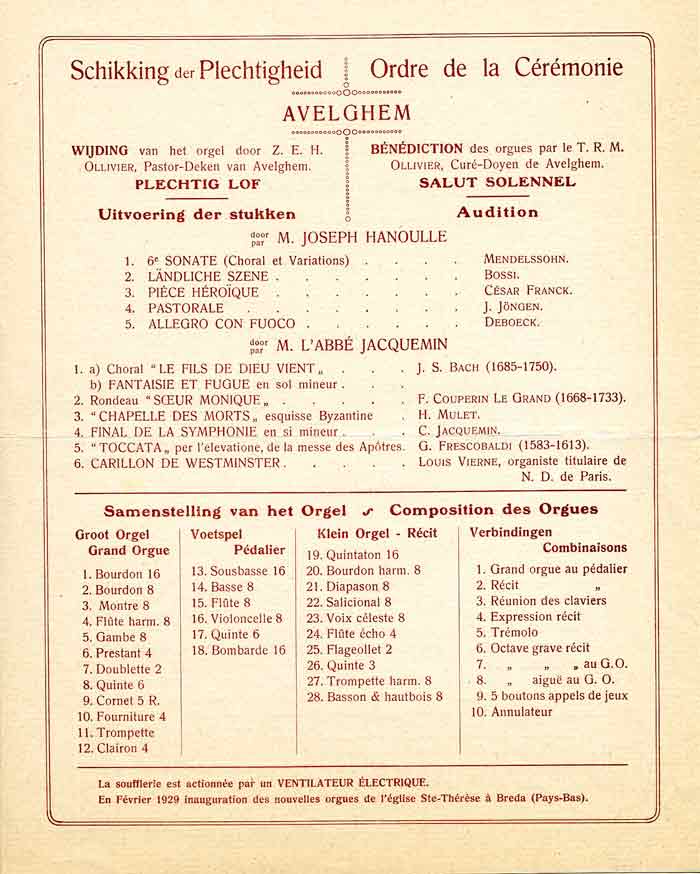 Schikking der Plechtigheid
Ordre de la Cérémonie
AVELGHEM
WIJDING van het orgel door Z. E. H.
OLLIVIER, Pastor-Deken van Avelghem.
PLECHTIG LOF
BÉNÉDICTION des orgues par le T. R. M.
OLLIVIER, Curé-Doyen de Avelghem.
SALUT SOLENNEL
Uitvoering der stukken
Audition
door
par M. JOSEPH HANOULLE
1. 6e SONATE (Choral et Variations) . . . . MENDELSSOHN.
2. LÄNDLICHE SZENE . . . . . . . BOSSI.
3. PIÈCE HÉROÏQUE . . . . . . . CÉSAR FRANCK.
4. PASTORALE . . . . . . . . J. JÖNGEN.
5. ALLEGRO CON FUOCO . . . . . . DEBOECK.
door
par M. L'ABBÉ JACQUEMIN
1. a) Choral "LE FILS DE DIEU VIENT„ . . . J. S. BACH (1685-1750).
b) FANTAISIE ET FUGUE en sol mineur . . .
2. Rondeau "SŒUR MONIQUE„ . . . . . F. COUPERIN LE GRAND (1668-1733).
3. "CHAPELLE DES MORTS„ esquisse Byzantine . H. MULET.
4. FINAL DE LA SYMPHONIE en si mineur . . . C. JACQUEMIN.
5. "TOCCATA„ per l'elevatione, de la messe des Apôtres. G. FRESCOBALDI (1583-1613).
6. CARILLON DE WESTMINSTER . . . . . LOUIS VIERNE, organiste titulaire de
N. D. de Paris.
Samenstelling van het Orgel Composition des Orgues
Groot Orgel
Grand Orgue
1. Bourdon 16
2. Bourdon 8
3. Montre 8
4. Flûte harm. 8
5. Gambe 8
6. Prestant 4
7. Doublette 2
8. Quinte 6
9. Cornet 5 R.
10. Fourniture 4
11. Trompette
12. Clairon 4
Voetspel
Pédalier
13. Sousbasse 16
14. Basse 8
15. Flûte 8
16. Violoncelle 8
17. Quinte 6
18. Bombarde 16
Klein Orgel - Récit
19. Quintaton 16
20. Bourdon harm. 8
21. Diapason 8
22. Salicional 8
23. Voix céleste 8
24. Flûte écho 4
25. Flageollet 2
26. Quinte 3
27. Trompette harm. 8
28. Basson & hautbois 8
Verbindingen
Combinaisons
1. Grand orgue au pédalier
2. Récit „
3. Réunion des claviers
4. Expression récit
5. Trémolo
6. Octave grave récit
7. „ „ „ au G.O.
8. „ aiguë au G. O.
9. 5 boutons appels de jeux
10. Annulateur
La soufflerie est actionnée par un VENTILATEUR ÉLECTRIQUE.
En Février 1929 inauguration des nouvelles orgues de l'église Ste-Thérèse à Breda (Pays-Bas).